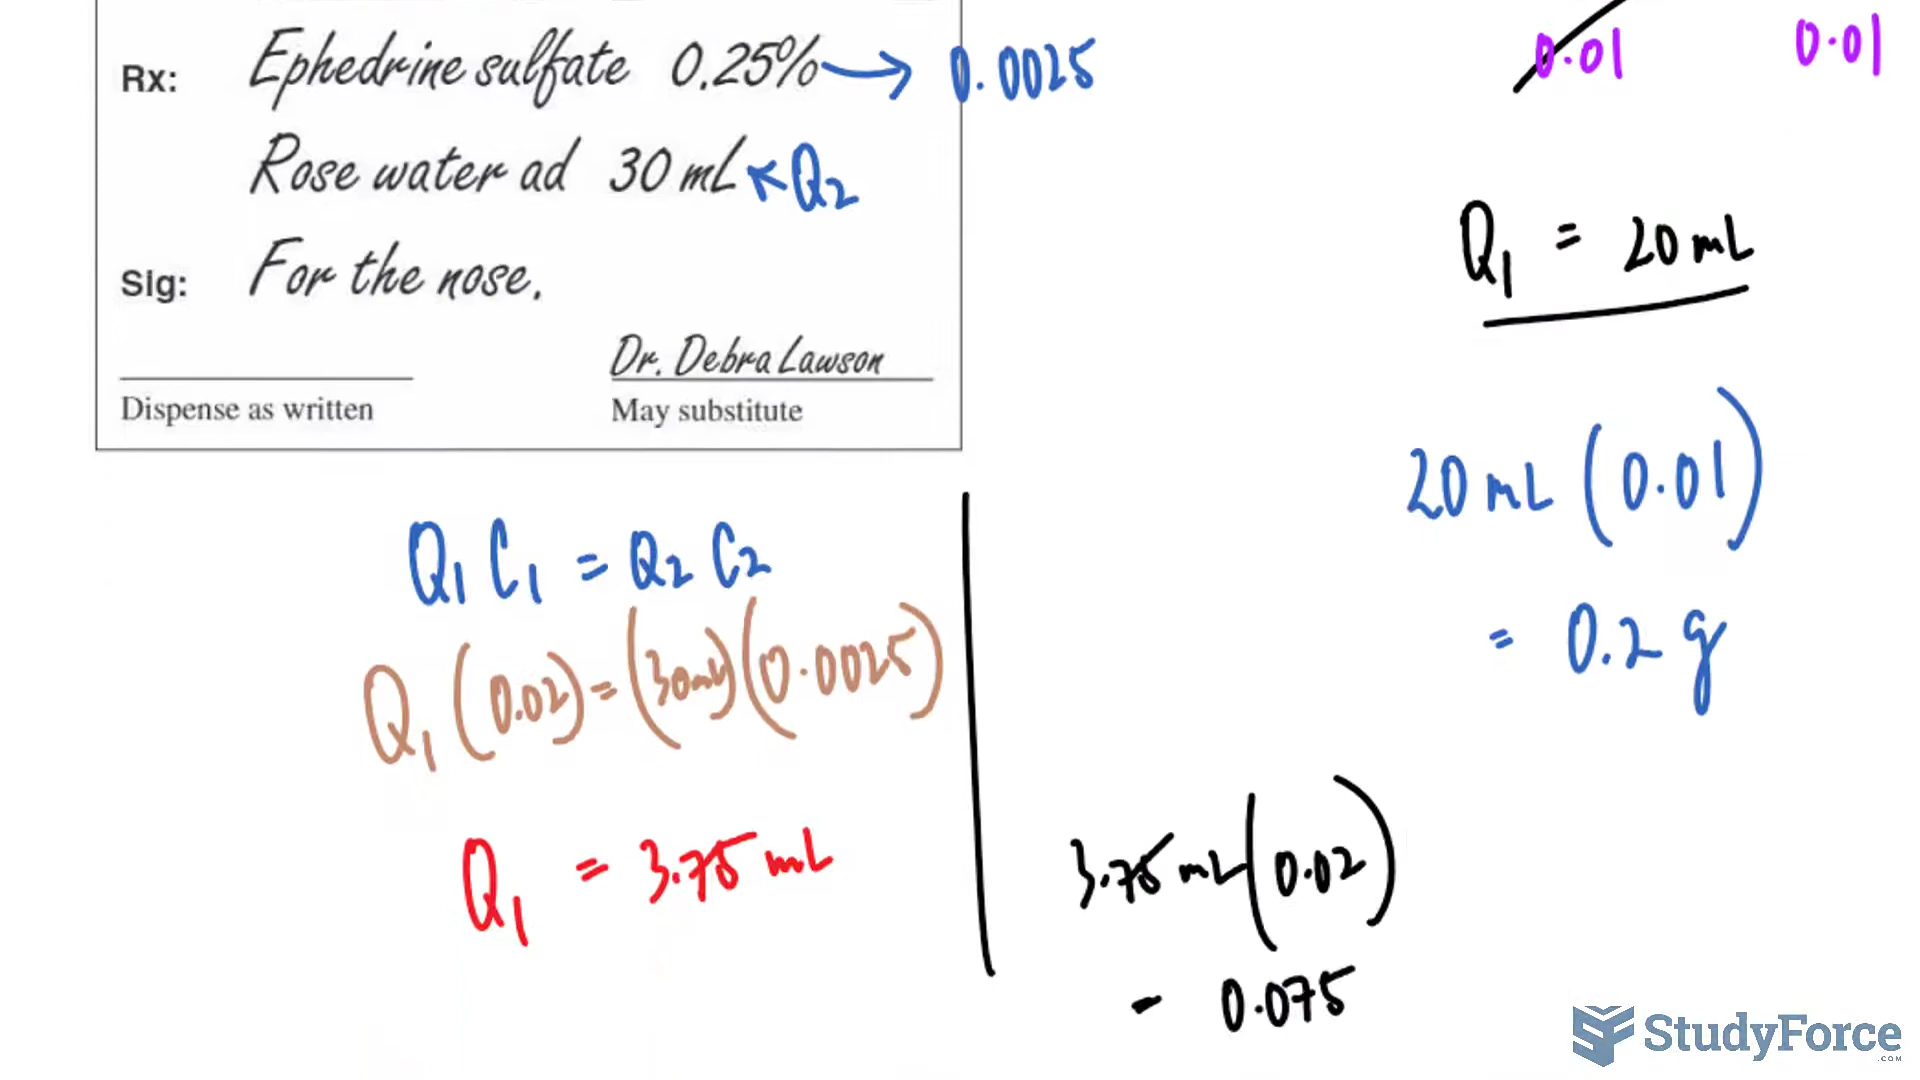 Rx: Ephedrine sulfate 0.25% → 0.0025
Rose water ad 30 mL ↖ Q2
Sig: For the nose.
Dr. Debra Lawson
Dispense as written May substitute
Q1 C1 = Q2 C2
Q1 (0.02) = (30mL)(0.0025)
Q1 = 3.75 mL
0.01 0.01
Q1 = 20 mL
20 mL (0.01)
= 0.2 g
3.75 mL (0.02)
= 0.075
StudyForce
.COM